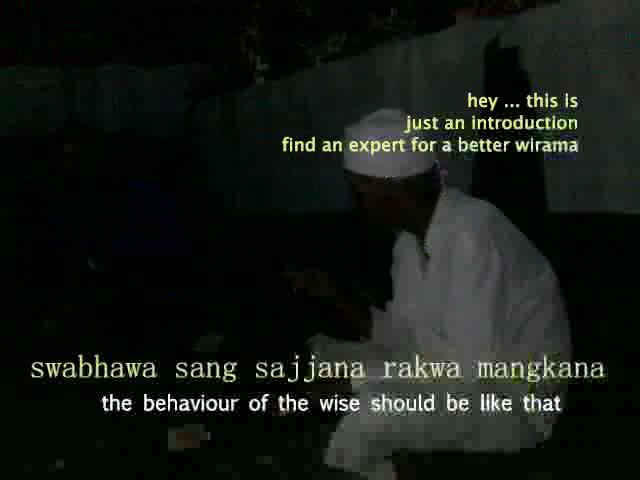 hey ... this is
just an introduction
find an expert for a better wirama
swabhawa sang sajjana rakwa mangkana
the behaviour of the wise should be like that